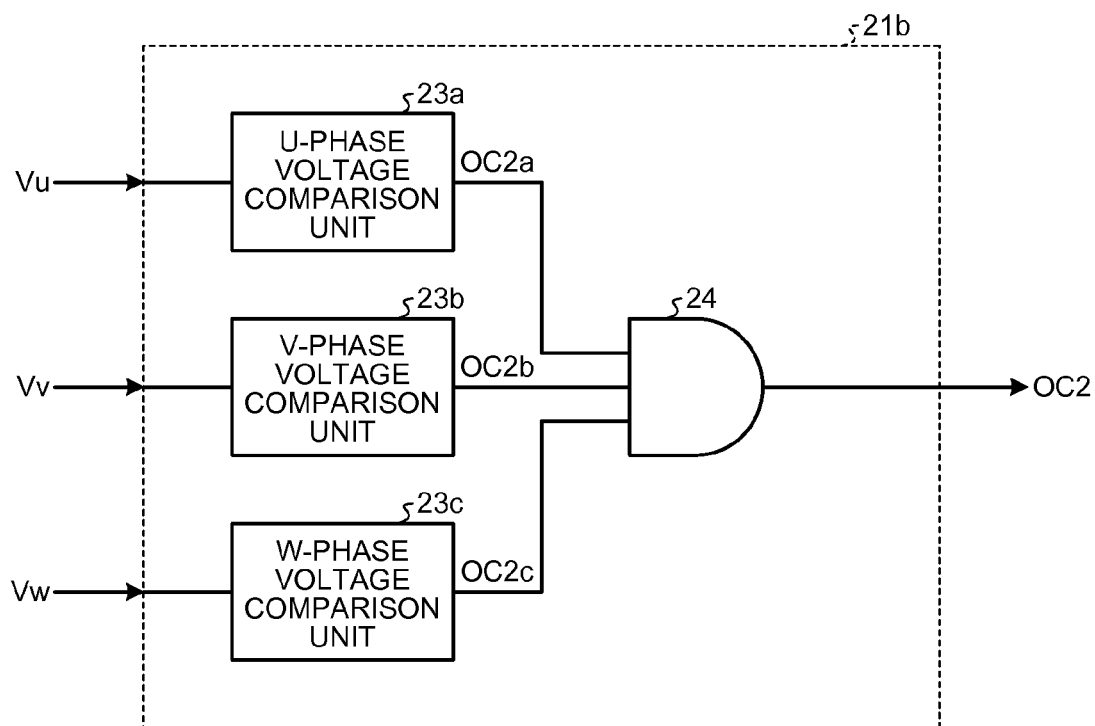 21b
23a
U-PHASE
VOLTAGE
COMPARISON
UNIT
OC2a
Vu
23b
V-PHASE
VOLTAGE
COMPARISON
UNIT
OC2b
Vv
24
OC2
23c
W-PHASE
VOLTAGE
COMPARISON
UNIT
OC2c
Vw